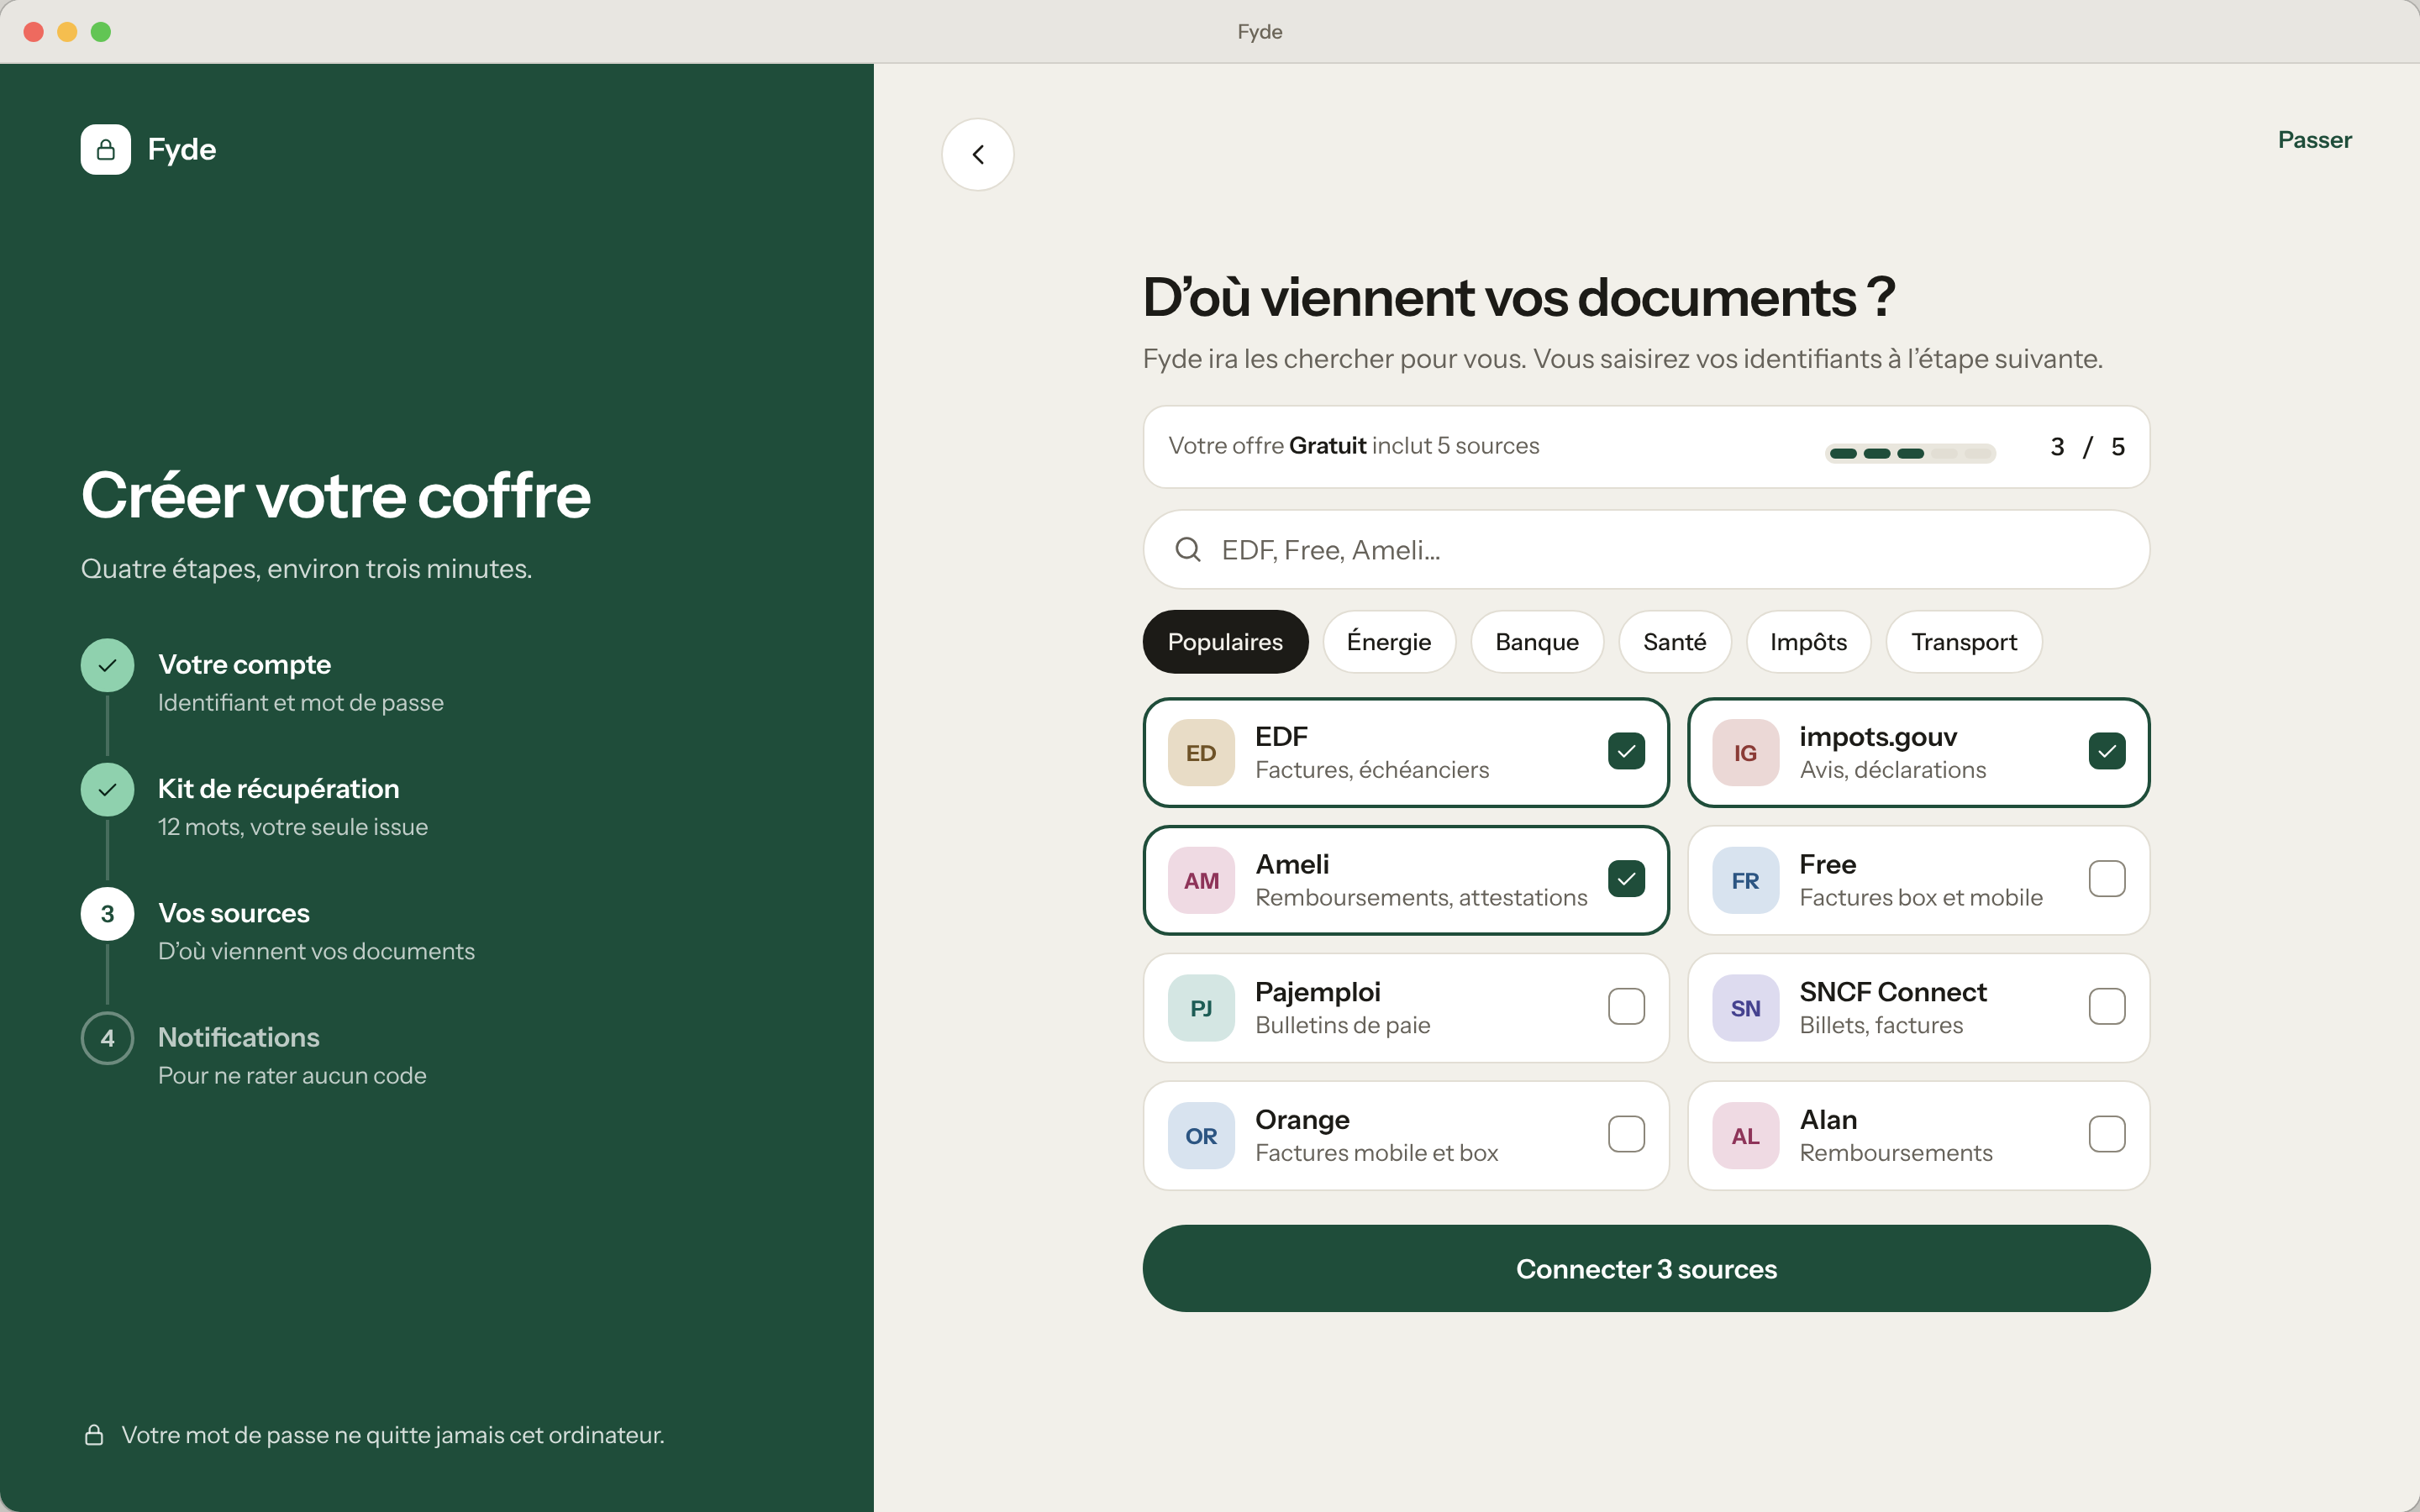 Fyde
Fyde
Créer votre coffre
Quatre étapes, environ trois minutes.
Votre compte
Identifiant et mot de passe
Kit de récupération
12 mots, votre seule issue
3
Vos sources
D’où viennent vos documents
4
Notifications
Pour ne rater aucun code
Votre mot de passe ne quitte jamais cet ordinateur.
Passer
D’où viennent vos documents ?
Fyde ira les chercher pour vous. Vous saisirez vos identifiants à l’étape suivante.
Votre offre Gratuit inclut 5 sources
3 / 5
EDF, Free, Ameli...
Populaires
Énergie
Banque
Santé
Impôts
Transport
ED
EDF
Factures, échéanciers
IG
impots.gouv
Avis, déclarations
AM
Ameli
Remboursements, attestations
FR
Free
Factures box et mobile
PJ
Pajemploi
Bulletins de paie
SN
SNCF Connect
Billets, factures
OR
Orange
Factures mobile et box
AL
Alan
Remboursements
Connecter 3 sources